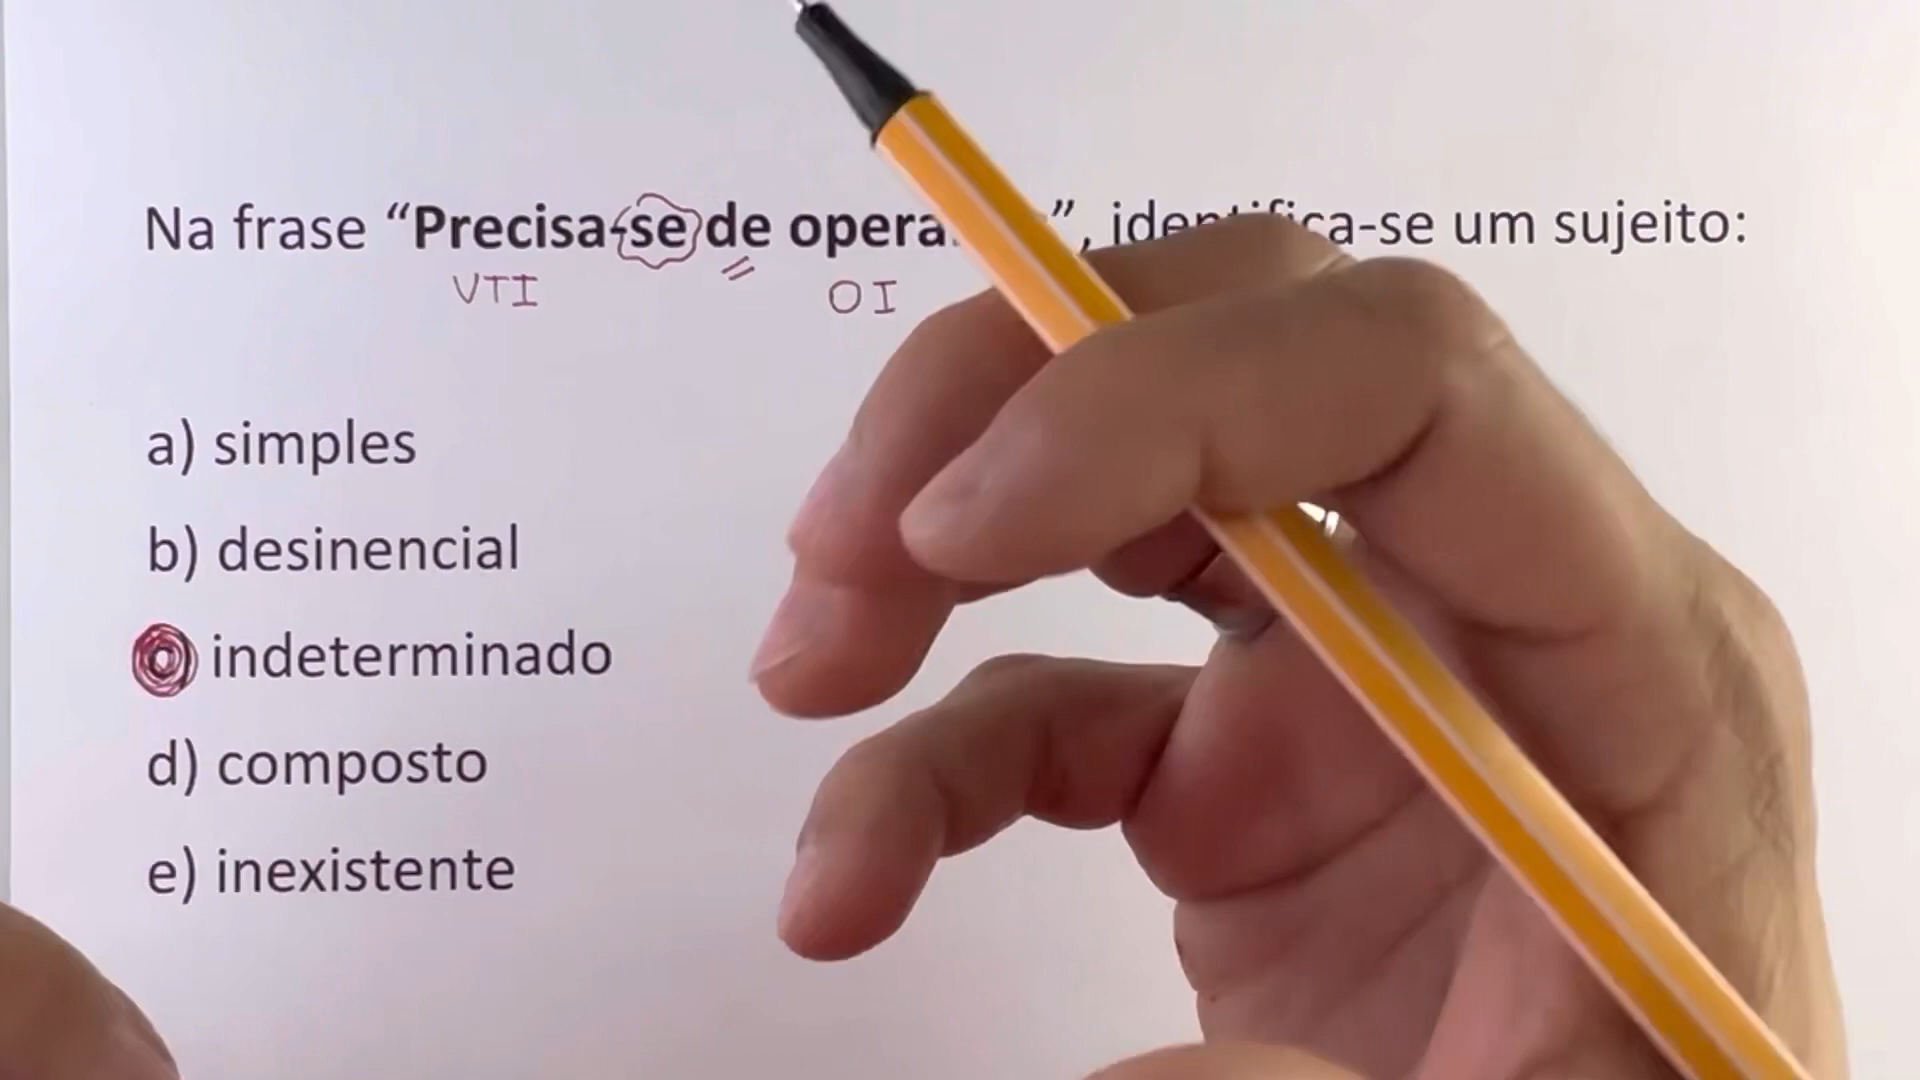 Na frase “Precisa-se de opera ”, identifica-se um sujeito:
VTI OI
a) simples
b) desinencial
c) indeterminado
d) composto
e) inexistente